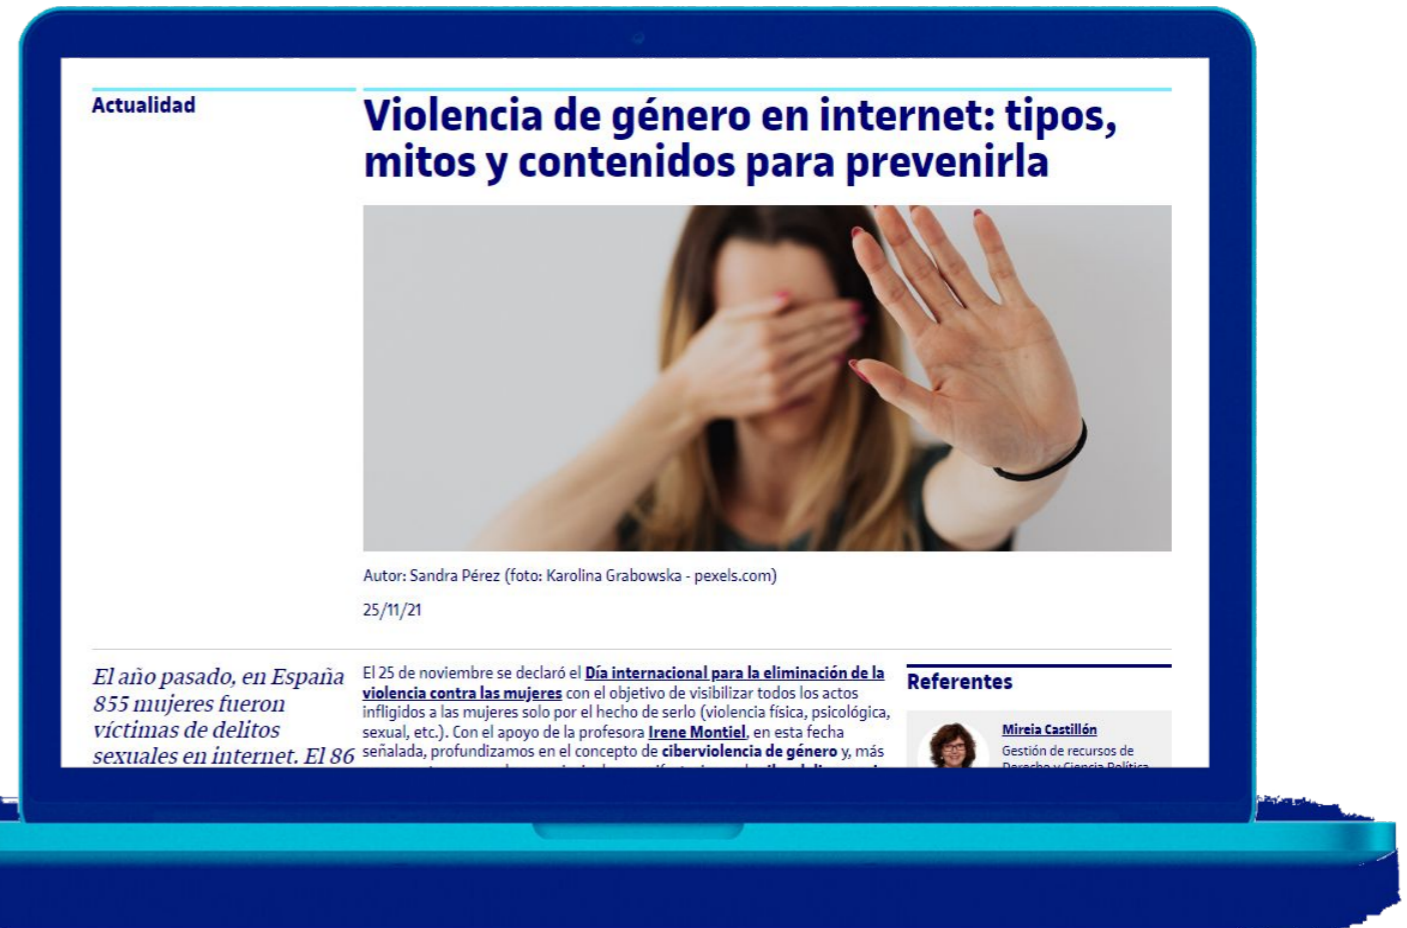 Actualidad
Violencia de género en internet: tipos,
mitos y contenidos para prevenirla
Autor: Sandra Pérez (foto: Karolina Grabowska - pexels.com)
25/11/21
El año pasado, en España
855 mujeres fueron
víctimas de delitos
sexuales en internet. El 86
El 25 de noviembre se declaró el Día internacional para la eliminación de la
violencia contra las mujeres con el objetivo de visibilizar todos los actos
infligidos a las mujeres solo por el hecho de serlo (violencia física, psicológica,
sexual, etc.). Con el apoyo de la profesora Irene Montiel, en esta fecha
señalada, profundizamos en el concepto de ciberviolencia de género y, más
Referentes
Mireia Castillón
Gestión de recursos de
Derecho y Ciencia Política